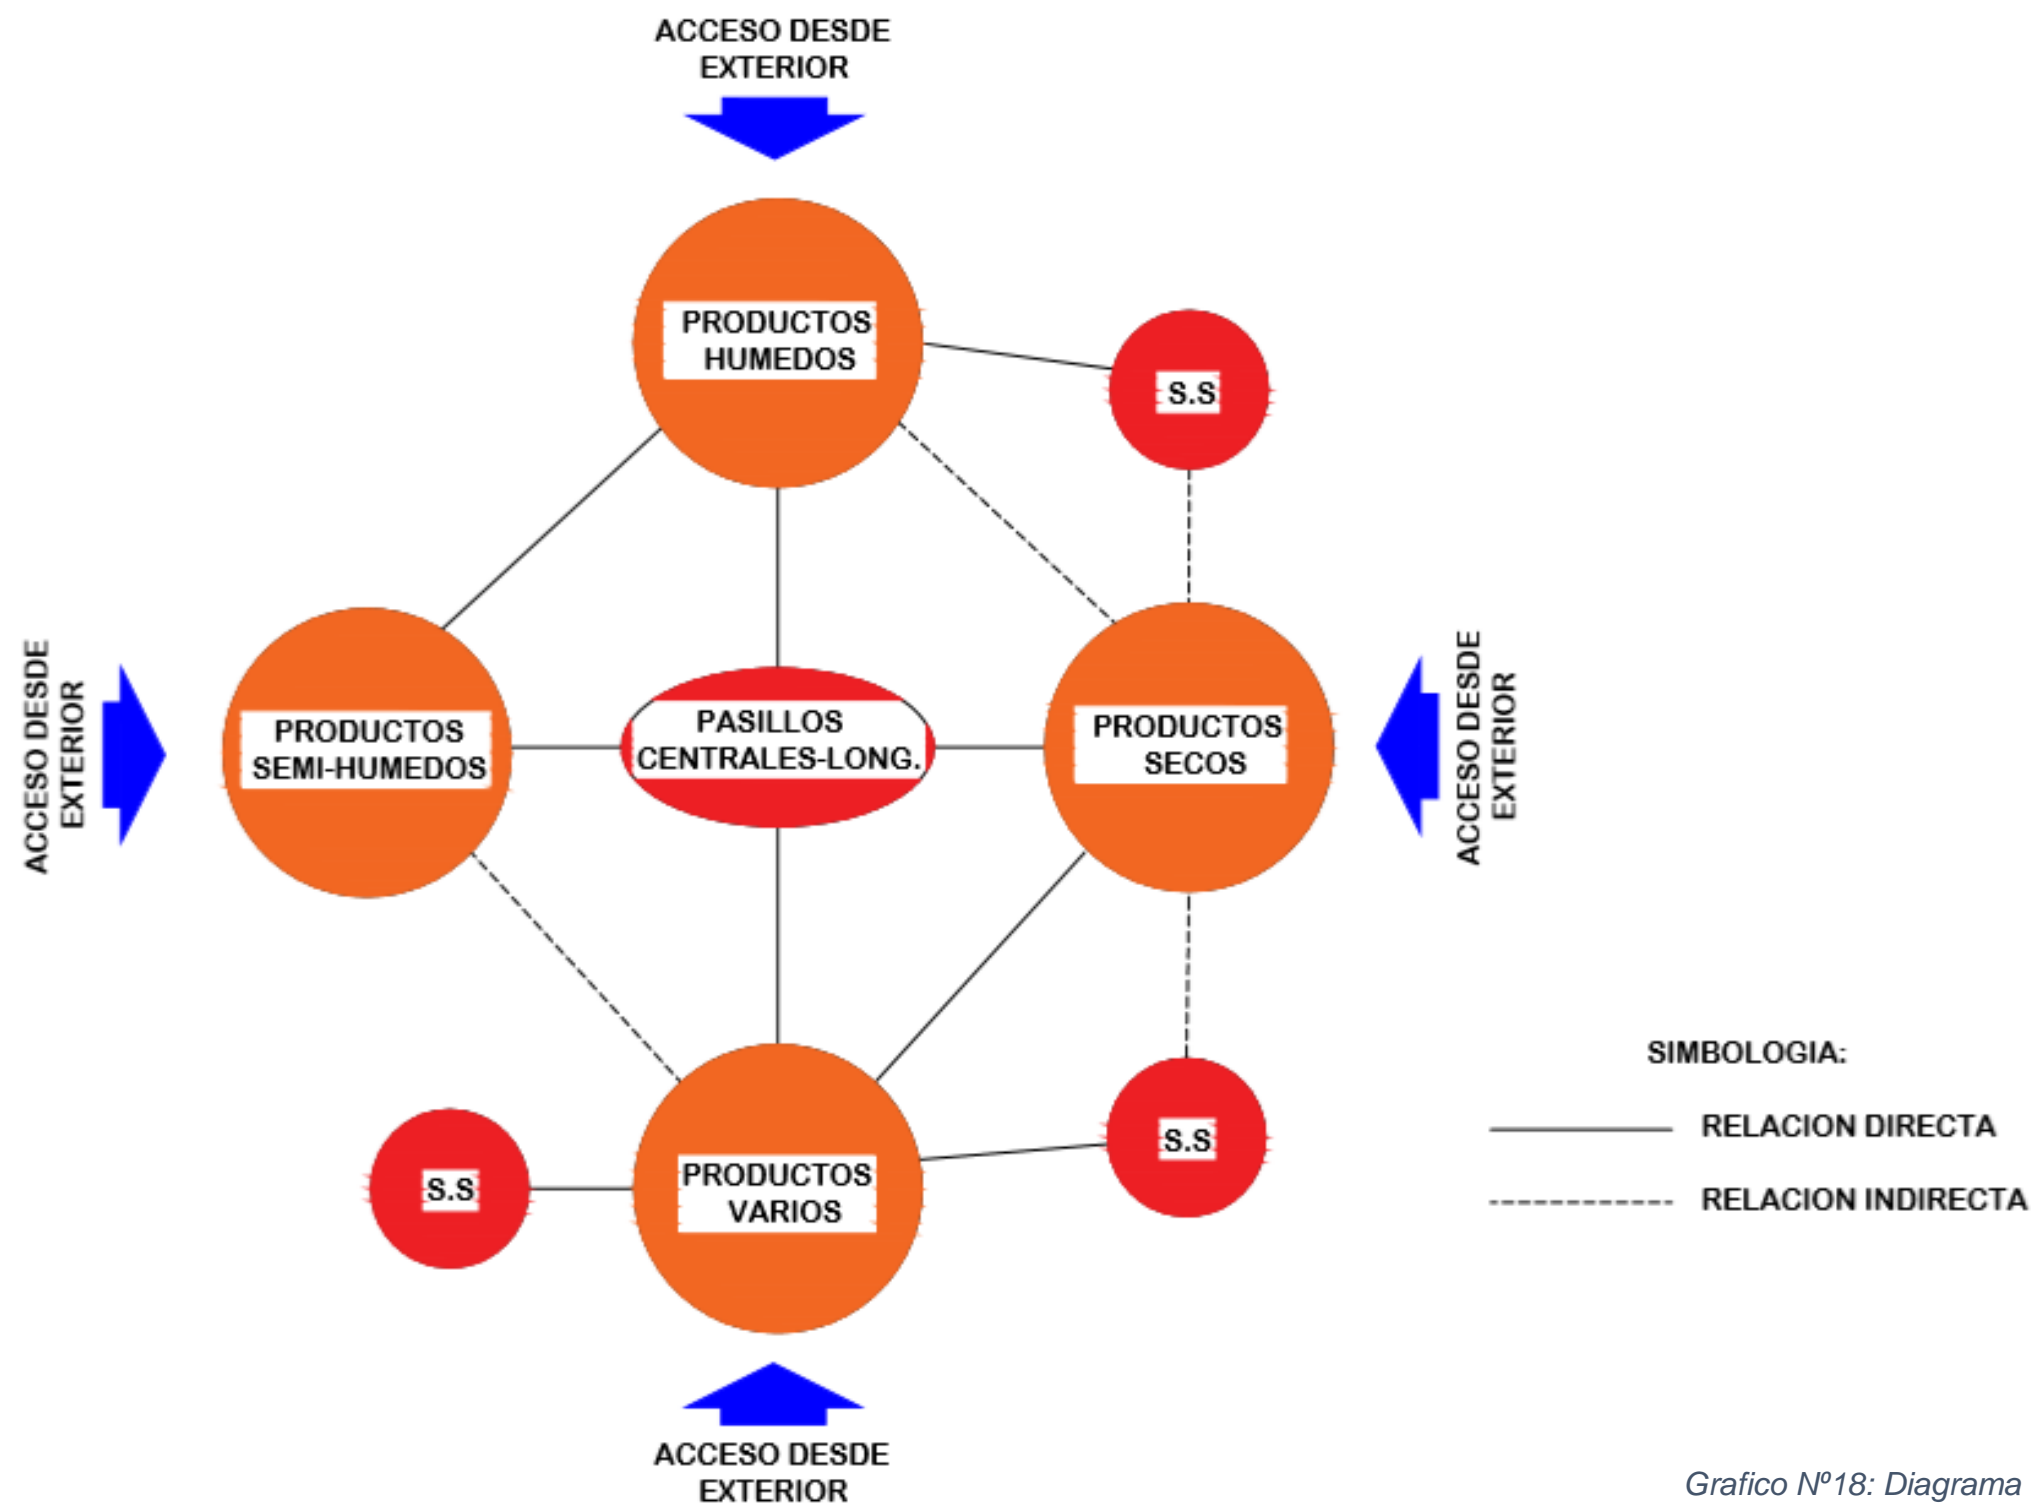 ACCESO DESDE
EXTERIOR
PRODUCTOS
HUMEDOS
S.S
ACCESO DESDE
EXTERIOR
PRODUCTOS
SEMI-HUMEDOS
PASILLOS
CENTRALES-LONG.
PRODUCTOS
SECOS
ACCESO DESDE
EXTERIOR
SIMBOLOGIA:
RELACION DIRECTA
RELACION INDIRECTA
S.S
PRODUCTOS
VARIOS
S.S
ACCESO DESDE
EXTERIOR
Grafico Nº18: Diagrama